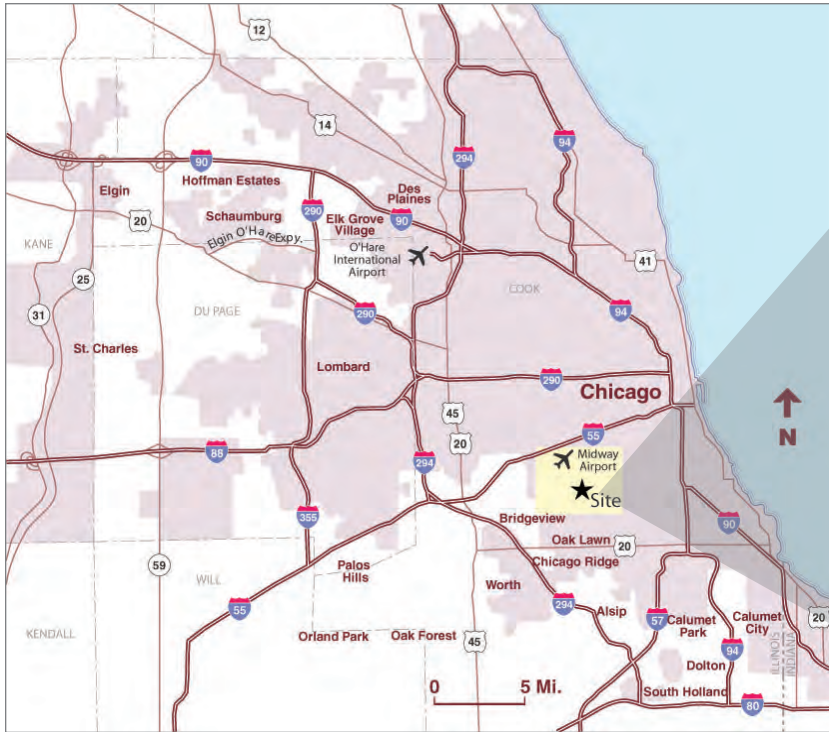 12
14
94
294
90
Elgin
Hoffman Estates
Des
Plaines
290
Schaumburg
Elk Grove
Village
90
20
Elgin O'Hare Expy.
KANE
O'Hare
International
Airport
41
25
COOK
31
DU PAGE
290
94
St. Charles
Lombard
290
Chicago
45
20
55
88
294
Midway
Airport
N
Site
355
Bridgeview
90
Oak Lawn
20
Chicago Ridge
59
Palos
Hills
WILL
Worth
55
294
Alsip
57
Calumet
Park
Calumet
City
20
KENDALL
Orland Park
Oak Forest
45
94
ILLINOIS
INDIANA
Dolton
0 5 Mi.
South Holland
80